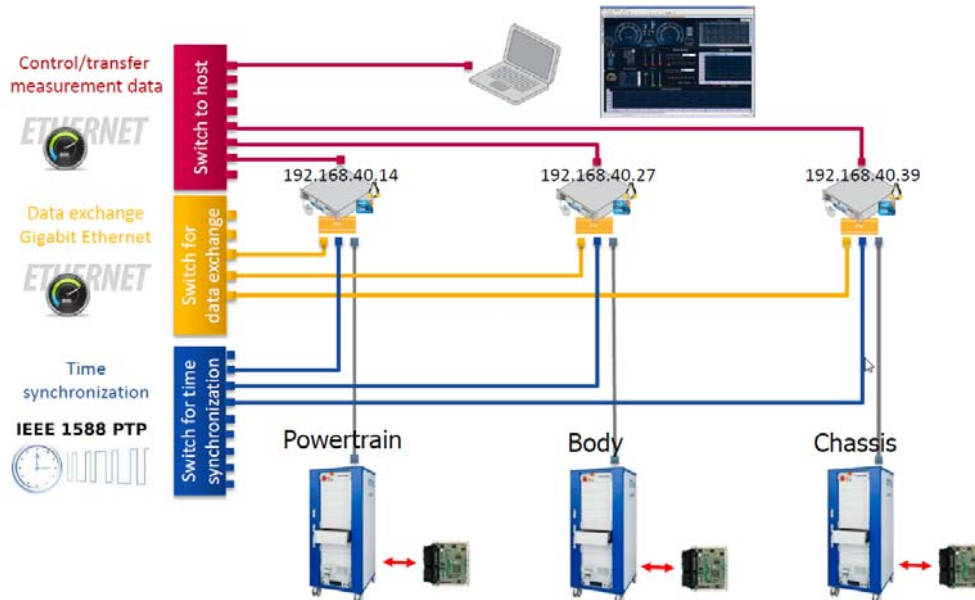 Control/transfer
measurement data
ETHERNET
Switch to host
192.168.40.14
192.168.40.27
192.168.40.39
Data exchange
Gigabit Ethernet
ETHERNET
Switch for
data exchange
Time
synchronization
IEEE 1588 PTP
Switch for time
synchronization
Powertrain
Body
Chassis